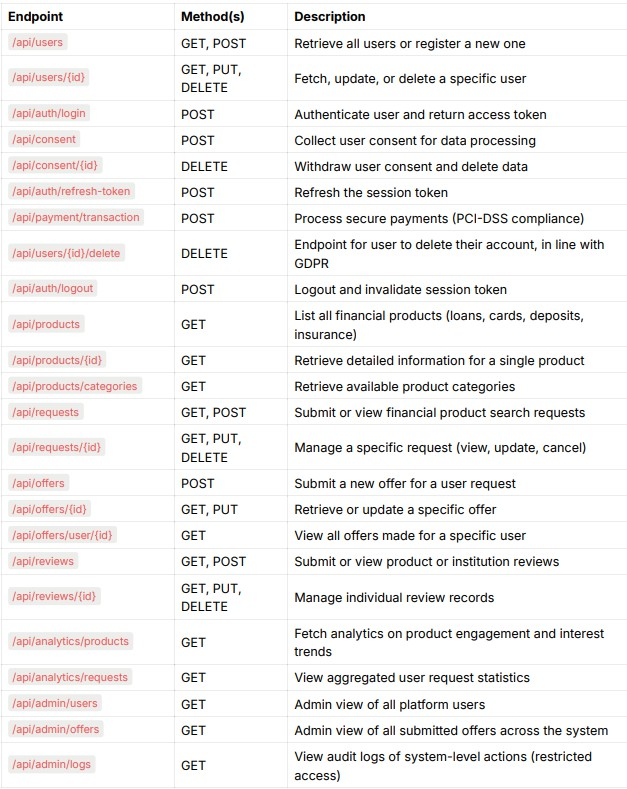 Endpoint Method(s) Description
/api/users GET, POST Retrieve all users or register a new one
/api/users/{id} GET, PUT, DELETE Fetch, update, or delete a specific user
/api/auth/login POST Authenticate user and return access token
/api/consent POST Collect user consent for data processing
/api/consent/{id} DELETE Withdraw user consent and delete data
/api/auth/refresh-token POST Refresh the session token
/api/payment/transaction POST Process secure payments (PCI-DSS compliance)
/api/users/{id}/delete DELETE Endpoint for user to delete their account, in line with GDPR
/api/auth/logout POST Logout and invalidate session token
/api/products GET List all financial products (loans, cards, deposits, insurance)
/api/products/{id} GET Retrieve detailed information for a single product
/api/products/categories GET Retrieve available product categories
/api/requests GET, POST Submit or view financial product search requests
/api/requests/{id} GET, PUT, DELETE Manage a specific request (view, update, cancel)
/api/offers POST Submit a new offer for a user request
/api/offers/{id} GET, PUT Retrieve or update a specific offer
/api/offers/user/{id} GET View all offers made for a specific user
/api/reviews GET, POST Submit or view product or institution reviews
/api/reviews/{id} GET, PUT, DELETE Manage individual review records
/api/analytics/products GET Fetch analytics on product engagement and interest trends
/api/analytics/requests GET View aggregated user request statistics
/api/admin/users GET Admin view of all platform users
/api/admin/offers GET Admin view of all submitted offers across the system
/api/admin/logs GET View audit logs of system-level actions (restricted access)